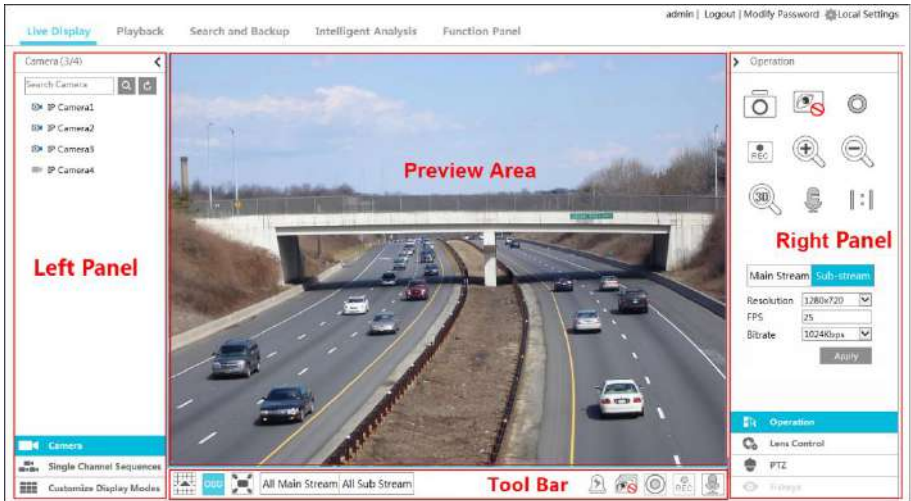 admin | Logout | Modify Password Local Settings
Live Display Playback Search and Backup Intelligent Analysis Function Panel
Camera (3/4)
Search Camera
IP Camera1
IP Camera2
IP Camera3
IP Camera4
Left Panel
Camera
Single Channel Sequences
Customize Display Modes
Preview Area
All Main Stream All Sub Stream
Tool Bar
REC
Operation
REC
3D
1:1
Right Panel
Main Stream Sub-stream
Resolution 1280x720
FPS 25
Bitrate 1024Kbps
Apply
Operation
Lens Control
PTZ
Fisheye